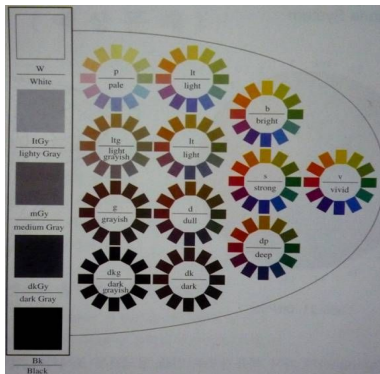 W
White
ltGy
lighty Gray
mGy
medium Gray
dkGy
dark Gray
Bk
Black
p
pale
ltg
light
grayish
g
grayish
dkg
dark
grayish
lt
light
lt
light
d
dull
dk
dark
b
bright
s
strong
dp
deep
v
vivid